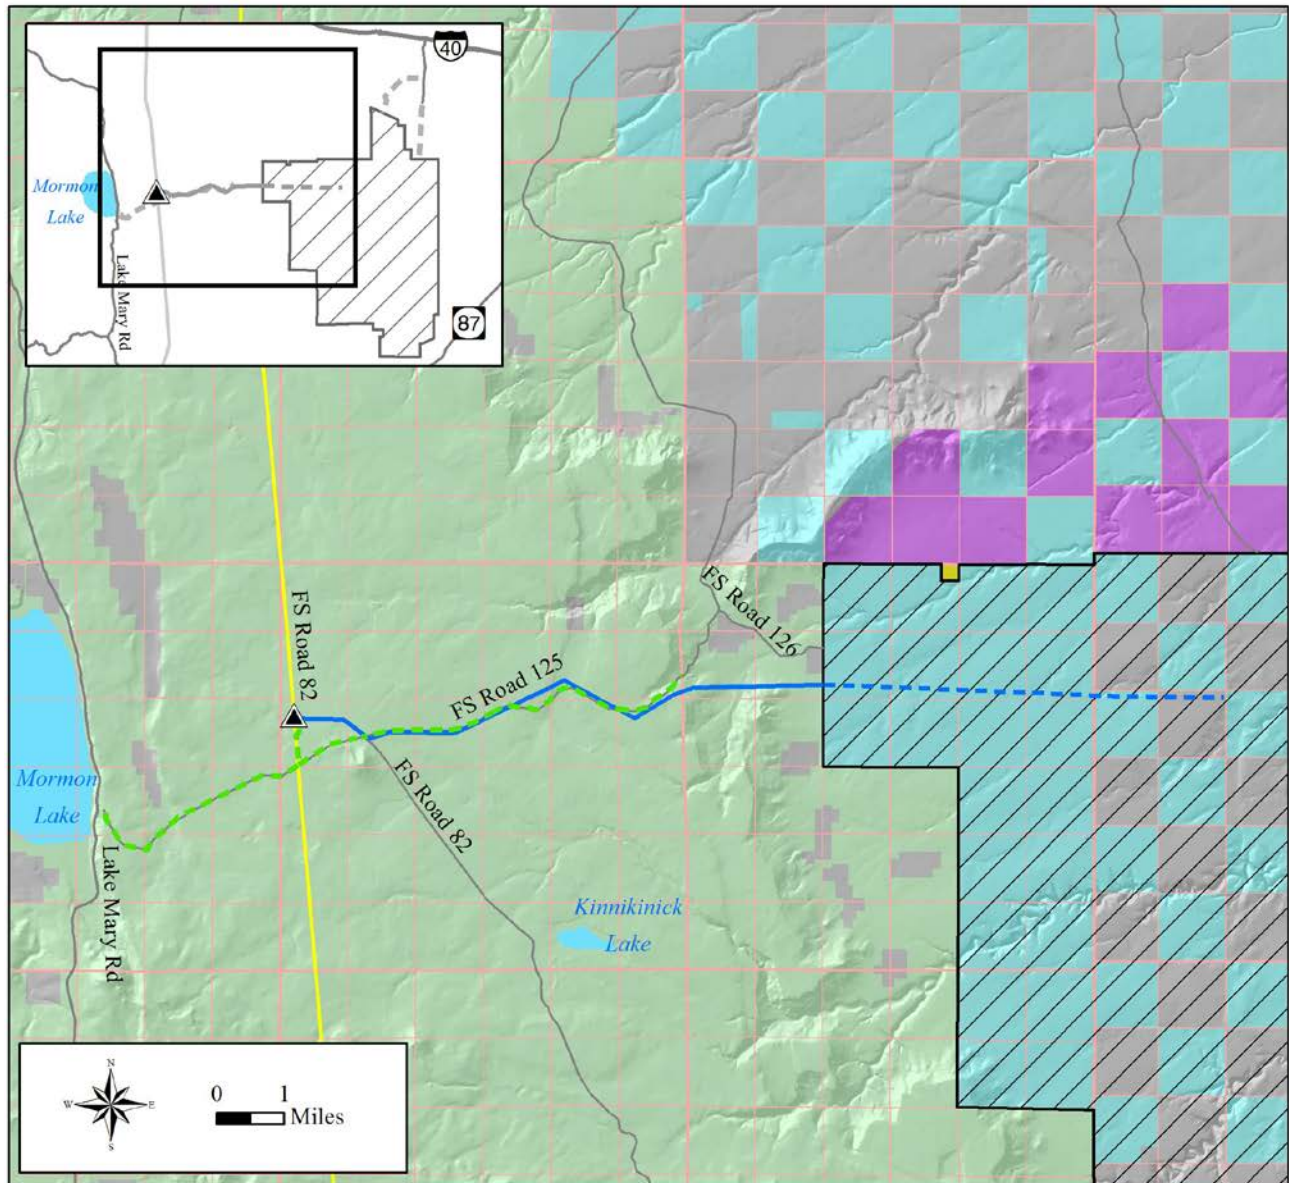 40
Mormon
Lake
Lake Mary Rd
87
FS Road 126
FS Road 82
FS Road 125
FS Road 82
Mormon
Lake
Lake Mary Rd
Kinnikinick
Lake
N
W
E
S
0 1
Miles